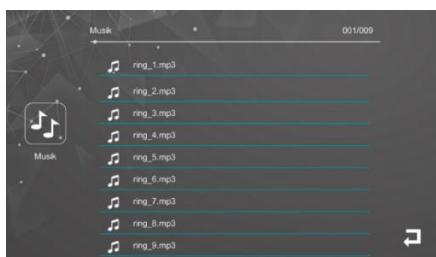 Musik 001/009
ring_1.mp3
ring_2.mp3
ring_3.mp3
ring_4.mp3
ring_5.mp3
Musik
ring_6.mp3
ring_7.mp3
ring_8.mp3
ring_9.mp3